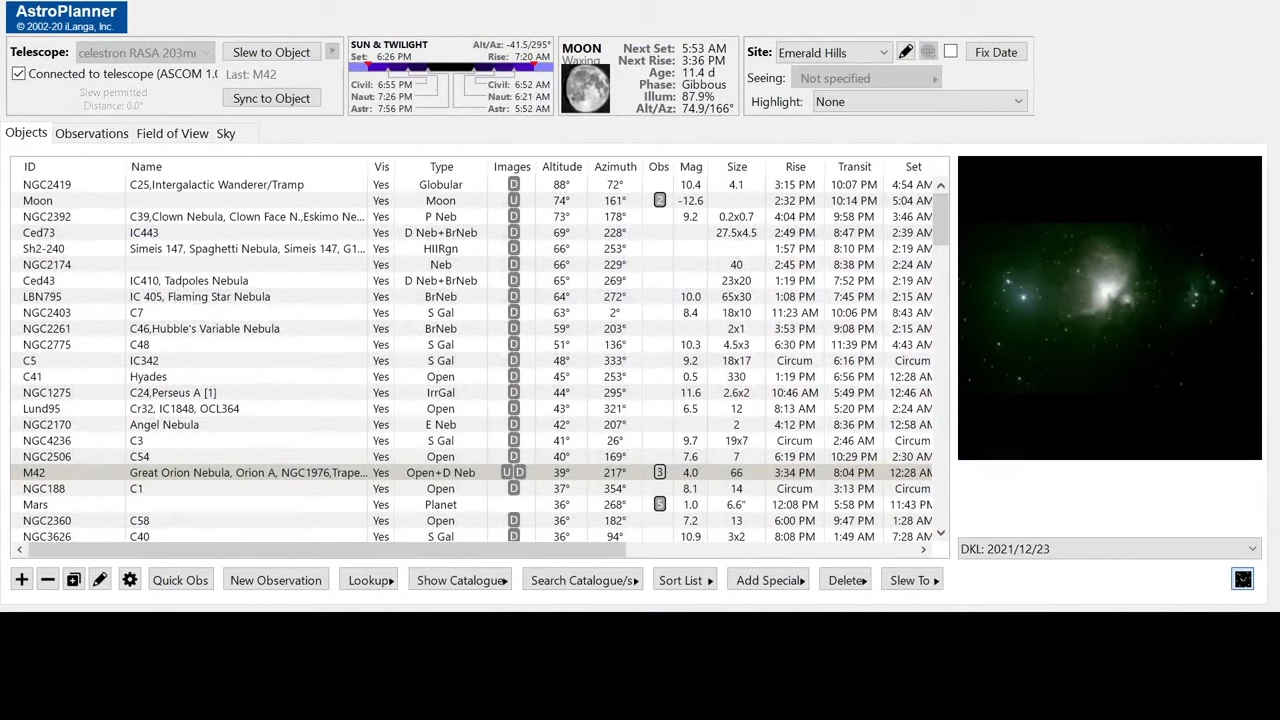 AstroPlanner
© 2002-20 iLanga, Inc.
Telescope: celestron RASA 203m Slew to Object
Connected to telescope (ASCOM 1.0 Last: M42
Slew permitted
Distance: 0.0°
Sync to Object
SUN & TWILIGHT Alt/Az: -41.5/295°
Set: 6:26 PM Rise: 7:20 AM
Civil: 6:55 PM Civil: 6:52 AM
Naut: 7:26 PM Naut: 6:21 AM
Astr: 7:56 PM Astr: 5:52 AM
MOON Next Set: 5:53 AM
Waxing Next Rise: 3:36 PM
Age: 11.4 d
Phase: Gibbous
Illum: 87.9%
Alt/Az: 74.9/166°
Site: Emerald Hills Fix Date
Seeing: Not specified
Highlight: None
Objects Observations Field of View Sky
ID Name Vis Type Images Altitude Azimuth Obs Mag Size Rise Transit Set
NGC2419 C25,Intergalactic Wanderer/Tramp Yes Globular D 88° 72° 10.4 4.1 3:15 PM 10:07 PM 4:54 AM
Moon Yes Moon U 74° 161° 2 -12.6 2:32 PM 10:14 PM 5:04 AM
NGC2392 C39,Clown Nebula, Clown Face N.,Eskimo Ne... Yes P Neb D 73° 178° 9.2 0.2x0.7 4:04 PM 9:58 PM 3:46 AM
Ced73 IC443 Yes D Neb+BrNeb D 69° 228° 27.5x4.5 2:49 PM 8:47 PM 2:39 AM
Sh2-240 Simeis 147, Spaghetti Nebula, Simeis 147, G1... Yes HIIRgn D 66° 253° 1:57 PM 8:10 PM 2:19 AM
NGC2174 Yes Neb D 66° 229° 40 2:45 PM 8:38 PM 2:24 AM
Ced43 IC410, Tadpoles Nebula Yes D Neb+BrNeb D 65° 269° 23x20 1:19 PM 7:52 PM 2:19 AM
LBN795 IC 405, Flaming Star Nebula Yes BrNeb D 64° 272° 10.0 65x30 1:08 PM 7:45 PM 2:15 AM
NGC2403 C7 Yes S Gal D 63° 2° 8.4 18x10 11:23 AM 10:06 PM 8:43 AM
NGC2261 C46,Hubble's Variable Nebula Yes BrNeb D 59° 203° 2x1 3:53 PM 9:08 PM 2:15 AM
NGC2775 C48 Yes S Gal D 51° 136° 10.3 4.5x3 6:30 PM 11:39 PM 4:43 AM
C5 IC342 Yes S Gal D 48° 333° 9.2 18x17 Circum 6:16 PM Circum
C41 Hyades Yes Open D 45° 253° 0.5 330 1:19 PM 6:56 PM 12:28 AM
NGC1275 C24,Perseus A [1] Yes IrrGal D 44° 295° 11.6 2.6x2 10:46 AM 5:49 PM 12:46 AM
Lund95 Cr32, IC1848, OCL364 Yes Open D 43° 321° 6.5 12 8:13 AM 5:20 PM 2:24 AM
NGC2170 Angel Nebula Yes E Neb D 42° 207° 2 4:12 PM 8:36 PM 12:58 AM
NGC4236 C3 Yes S Gal D 41° 26° 9.7 19x7 Circum 2:46 AM Circum
NGC2506 C54 Yes Open D 40° 169° 7.6 7 6:19 PM 10:29 PM 2:30 AM
M42 Great Orion Nebula, Orion A, NGC1976,Trape... Yes Open+D Neb U D 39° 217° 3 4.0 66 3:34 PM 8:04 PM 12:28 AM
NGC188 C1 Yes Open D 37° 354° 8.1 14 Circum 3:13 PM Circum
Mars Yes Planet 36° 268° 5 1.0 6.6" 12:08 PM 5:58 PM 11:43 PM
NGC2360 C58 Yes Open D 36° 182° 7.2 13 6:00 PM 9:47 PM 1:28 AM
NGC3626 C40 Yes S Gal D 36° 94° 10.9 3x2 8:08 PM 1:49 AM 7:28 AM
DKL: 2021/12/23
Quick Obs New Observation Lookup Show Catalogue Search Catalogue/s Sort List Add Special Delete Slew To